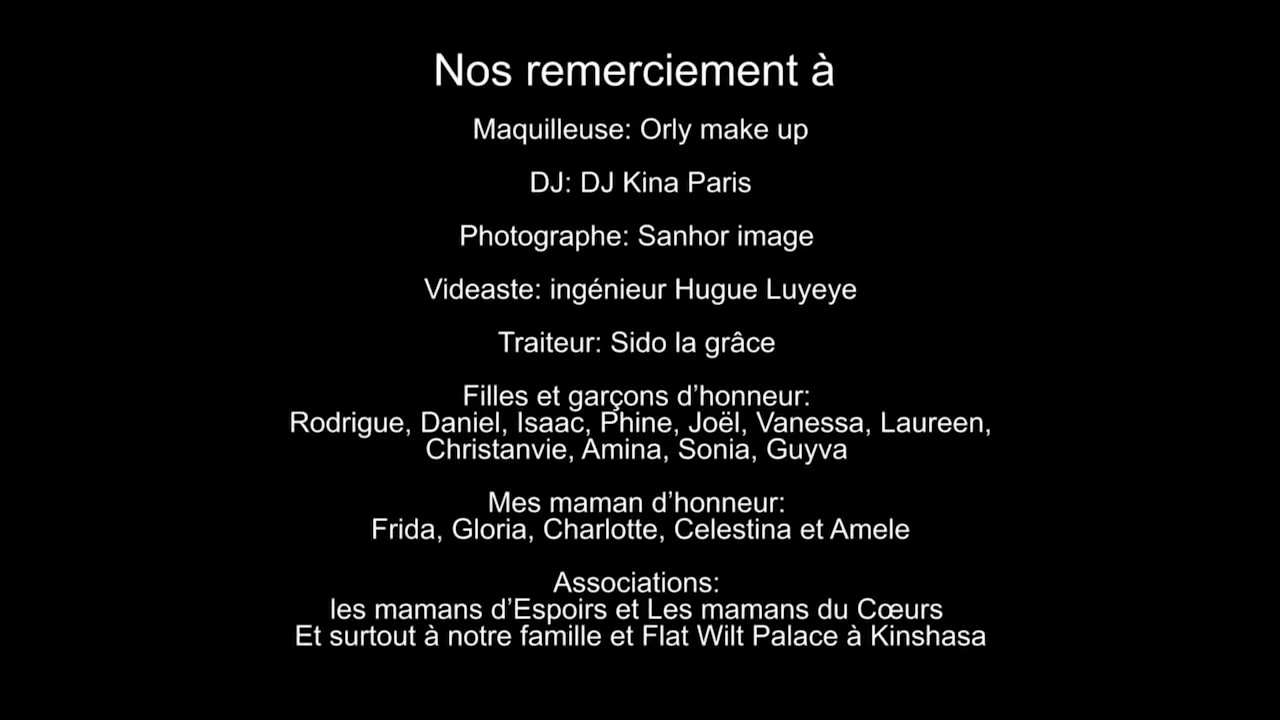 Nos remerciement à
Maquilleuse: Orly make up
DJ: DJ Kina Paris
Photographe: Sanhor image
Videaste: ingénieur Hugue Luyeye
Traiteur: Sido la grâce
Filles et garçons d’honneur:
Rodrigue, Daniel, Isaac, Phine, Joël, Vanessa, Laureen,
Christanvie, Amina, Sonia, Guyva
Mes maman d’honneur:
Frida, Gloria, Charlotte, Celestina et Amele
Associations:
les mamans d’Espoirs et Les mamans du Cœurs
Et surtout à notre famille et Flat Wilt Palace à Kinshasa